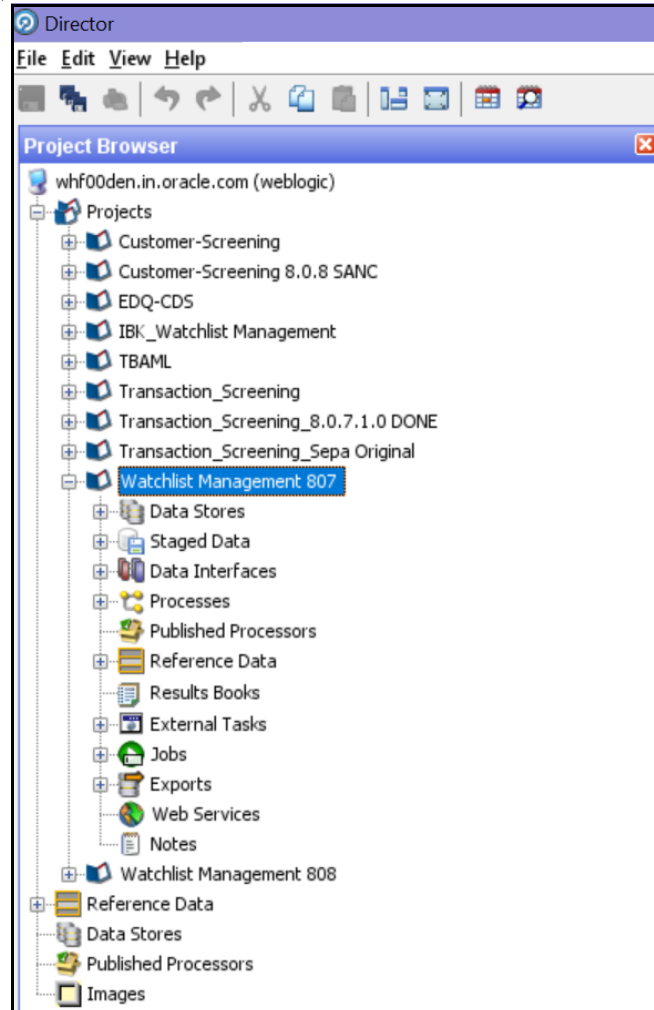 Director
File Edit View Help
Project Browser
whf00den.in.oracle.com (weblogic)
Projects
Customer-Screening
Customer-Screening 8.0.8 SANC
EDQ-CDS
IBK_Watchlist Management
TBAML
Transaction_Screening
Transaction_Screening_8.0.7.1.0 DONE
Transaction_Screening_Sepa Original
Watchlist Management 807
Data Stores
Staged Data
Data Interfaces
Processes
Published Processors
Reference Data
Results Books
External Tasks
Jobs
Exports
Web Services
Notes
Watchlist Management 808
Reference Data
Data Stores
Published Processors
Images